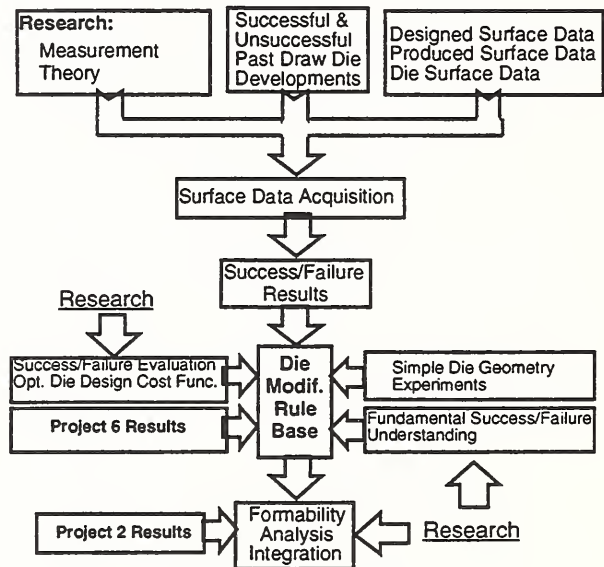 Research:
Measurement
Theory
Successful &
Unsuccessful
Past Draw Die
Developments
Designed Surface Data
Produced Surface Data
Die Surface Data
Surface Data Acquisition
Success/Failure
Results
Research
Success/Failure Evaluation
Opt. Die Design Cost Func.
Project 6 Results
Die
Modif.
Rule
Base
Simple Die Geometry
Experiments
Fundamental Success/Failure
Understanding
Project 2 Results
Formability
Analysis
Integration
Research